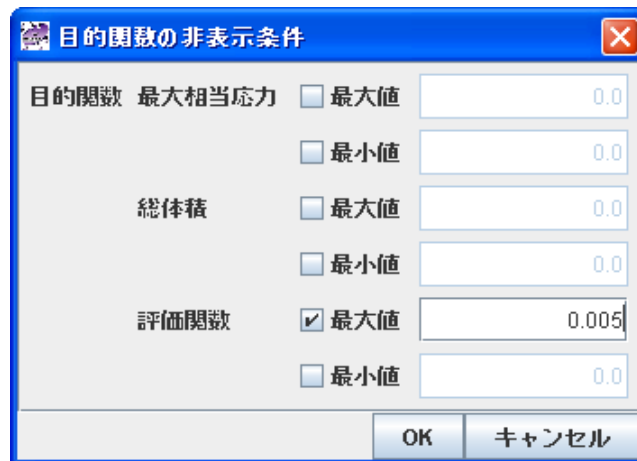 目的関数の非表示条件
目的関数 最大相当応力 最大値 0.0
最小値 0.0
総体積 最大値 0.0
最小値 0.0
評価関数 最大値 0.005
最小値 0.0
OK キャンセル